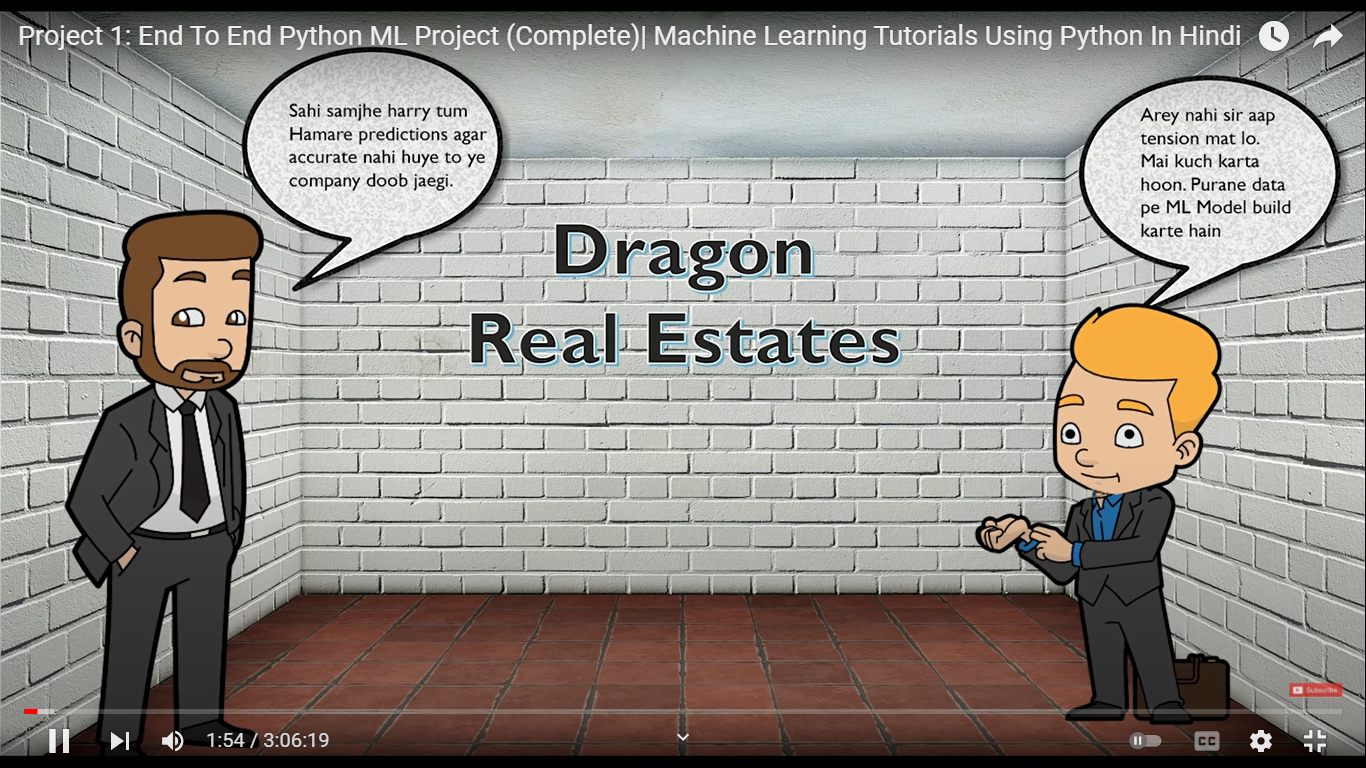 Project 1: End To End Python ML Project (Complete)| Machine Learning Tutorials Using Python In Hindi
Sahi samjhe harry tum
Hamare predictions agar
accurate nahi huye to ye
company doob jaegi.
Arey nahi sir aap
tension mat lo.
Mai kuch karta
hoon. Purane data
pe ML Model build
karte hain
Dragon
Real Estates
Subscribe
1:54 / 3:06:19
CC